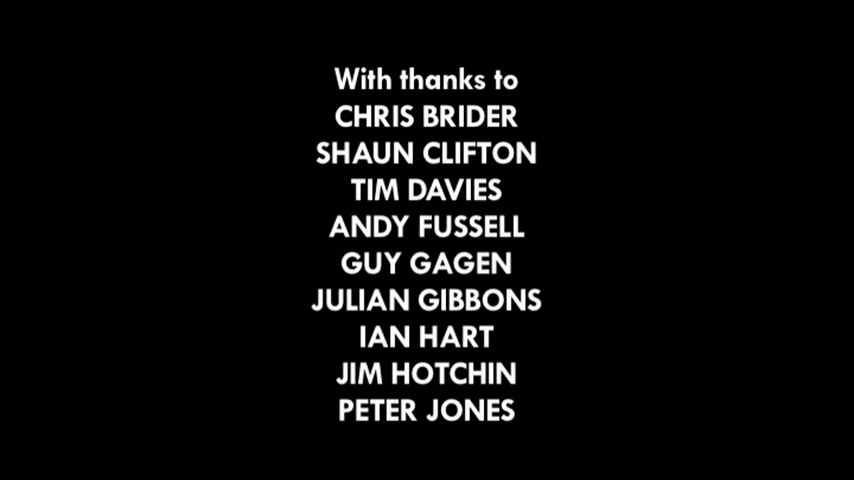 With thanks to
CHRIS BRIDER
SHAUN CLIFTON
TIM DAVIES
ANDY FUSSELL
GUY GAGEN
JULIAN GIBBONS
IAN HART
JIM HOTCHIN
PETER JONES